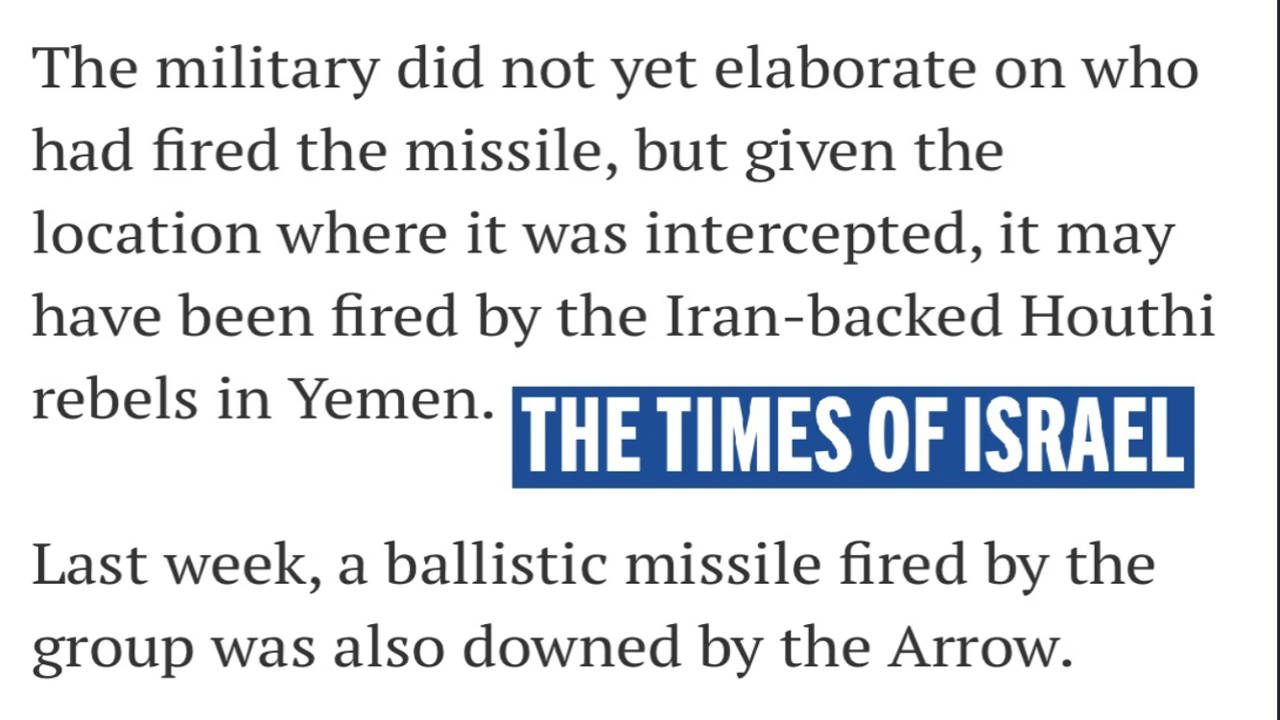 The military did not yet elaborate on who
had fired the missile, but given the
location where it was intercepted, it may
have been fired by the Iran-backed Houthi
rebels in Yemen.
THE TIMES OF ISRAEL
Last week, a ballistic missile fired by the
group was also downed by the Arrow.